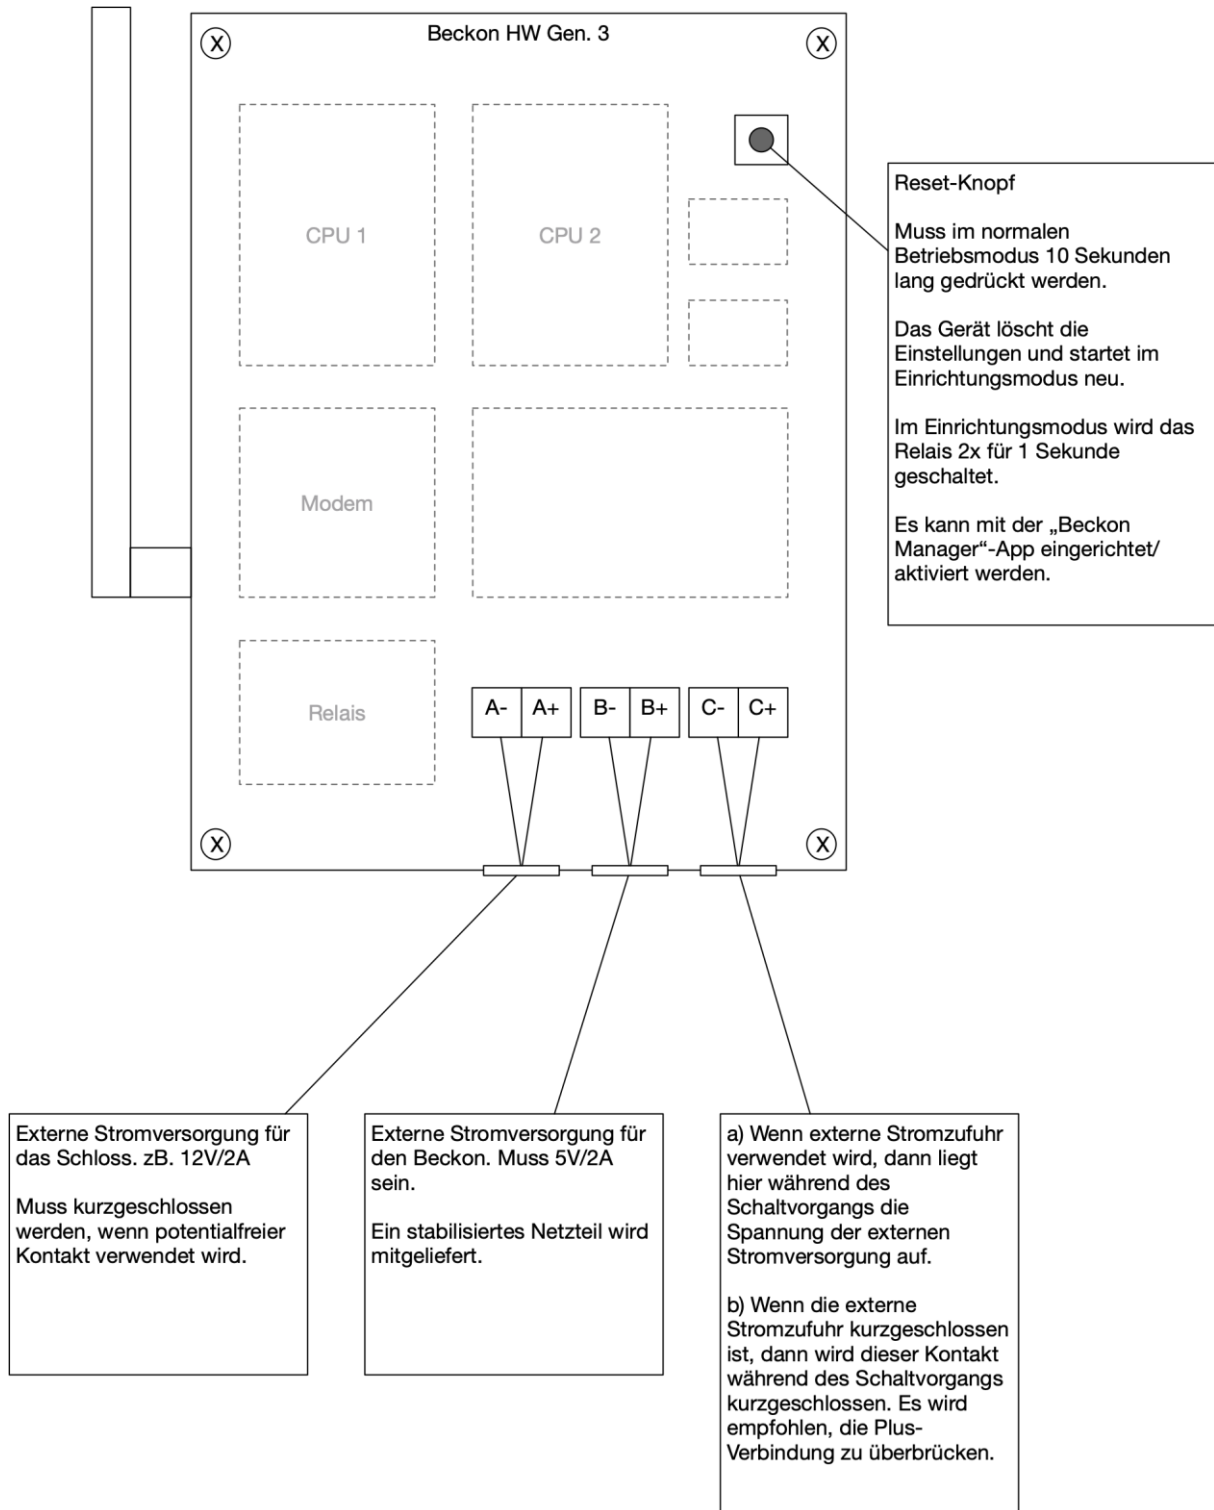 Beckon HW Gen. 3
X
X
CPU 1
CPU 2
Reset-Knopf
Muss im normalen
Betriebsmodus 10 Sekunden
lang gedrückt werden.
Das Gerät löscht die
Einstellungen und startet im
Einrichtungsmodus neu.
Im Einrichtungsmodus wird das
Relais 2x für 1 Sekunde
geschaltet.
Es kann mit der „Beckon
Manager“-App eingerichtet/
aktiviert werden.
Modem
Relais
A-
A+
B-
B+
C-
C+
X
X
Externe Stromversorgung für
das Schloss. zB. 12V/2A
Muss kurzgeschlossen
werden, wenn potentialfreier
Kontakt verwendet wird.
Externe Stromversorgung für
den Beckon. Muss 5V/2A
sein.
Ein stabilisiertes Netzteil wird
mitgeliefert.
a) Wenn externe Stromzufuhr
verwendet wird, dann liegt
hier während des
Schaltvorgangs die
Spannung der externen
Stromversorgung auf.
b) Wenn die externe
Stromzufuhr kurzgeschlossen
ist, dann wird dieser Kontakt
während des Schaltvorgangs
kurzgeschlossen. Es wird
empfohlen, die Plus-
Verbindung zu überbrücken.